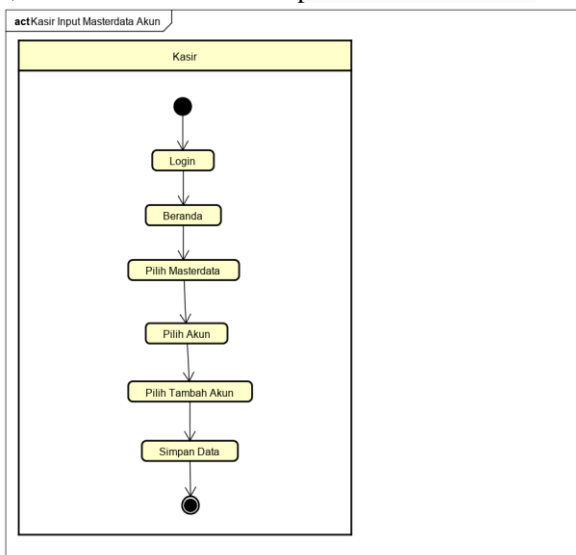 act Kasir Input Masterdata Akun
Kasir
Login
Beranda
Pilih Masterdata
Pilih Akun
Pilih Tambah Akun
Simpan Data